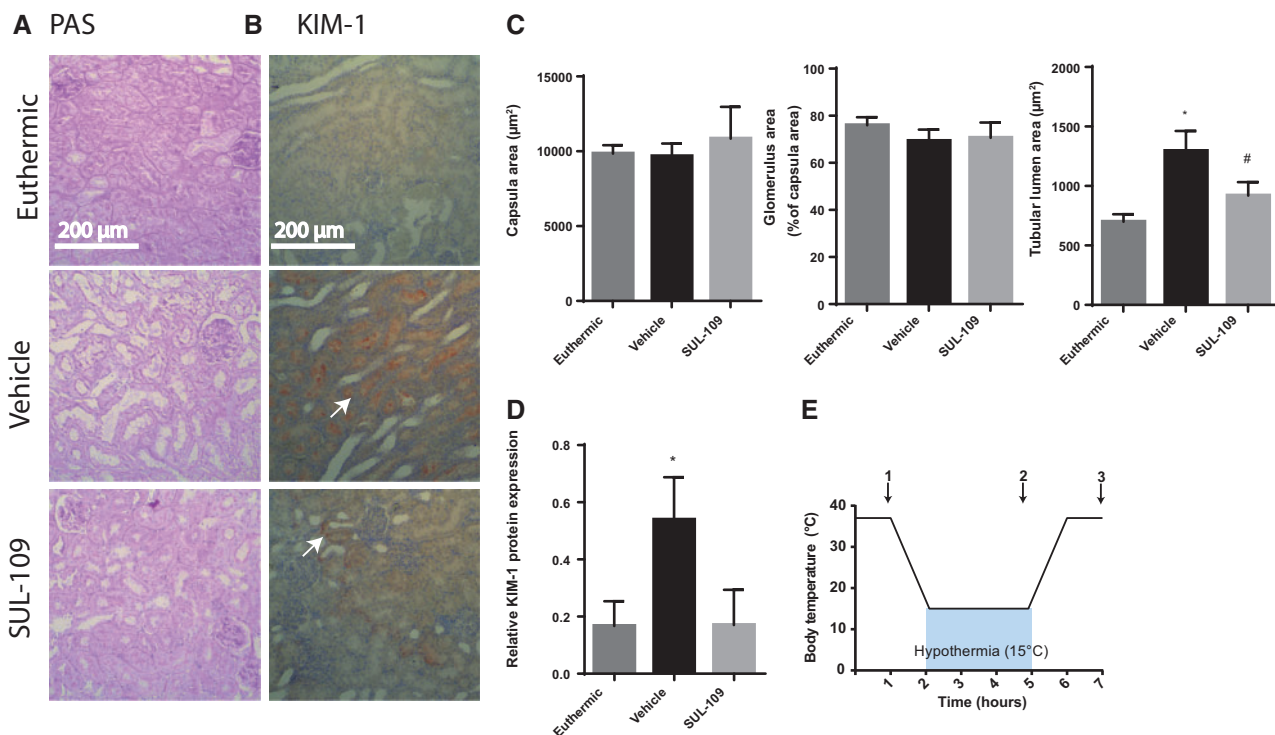 A PAS
B KIM-1
C
Euthermic
200 µm
200 µm
Vehicle
SUL-109
Capsula area (µm²)
15000
10000
5000
0
Euthermic
Vehicle
SUL-109
Glomerulus area
(% of capsula area)
100
80
60
40
20
0
Euthermic
Vehicle
SUL-109
Tubular lumen area (µm²)
2000
1500
1000
500
0
*
#
Euthermic
Vehicle
SUL-109
D
Relative KIM-1 protein expression
0.8
0.6
0.4
0.2
0.0
*
Euthermic
Vehicle
SUL-109
E
1 2 3
Body temperature (°C)
40
30
20
10
0
Hypothermia (15°C)
1 2 3 4 5 6 7
Time (hours)